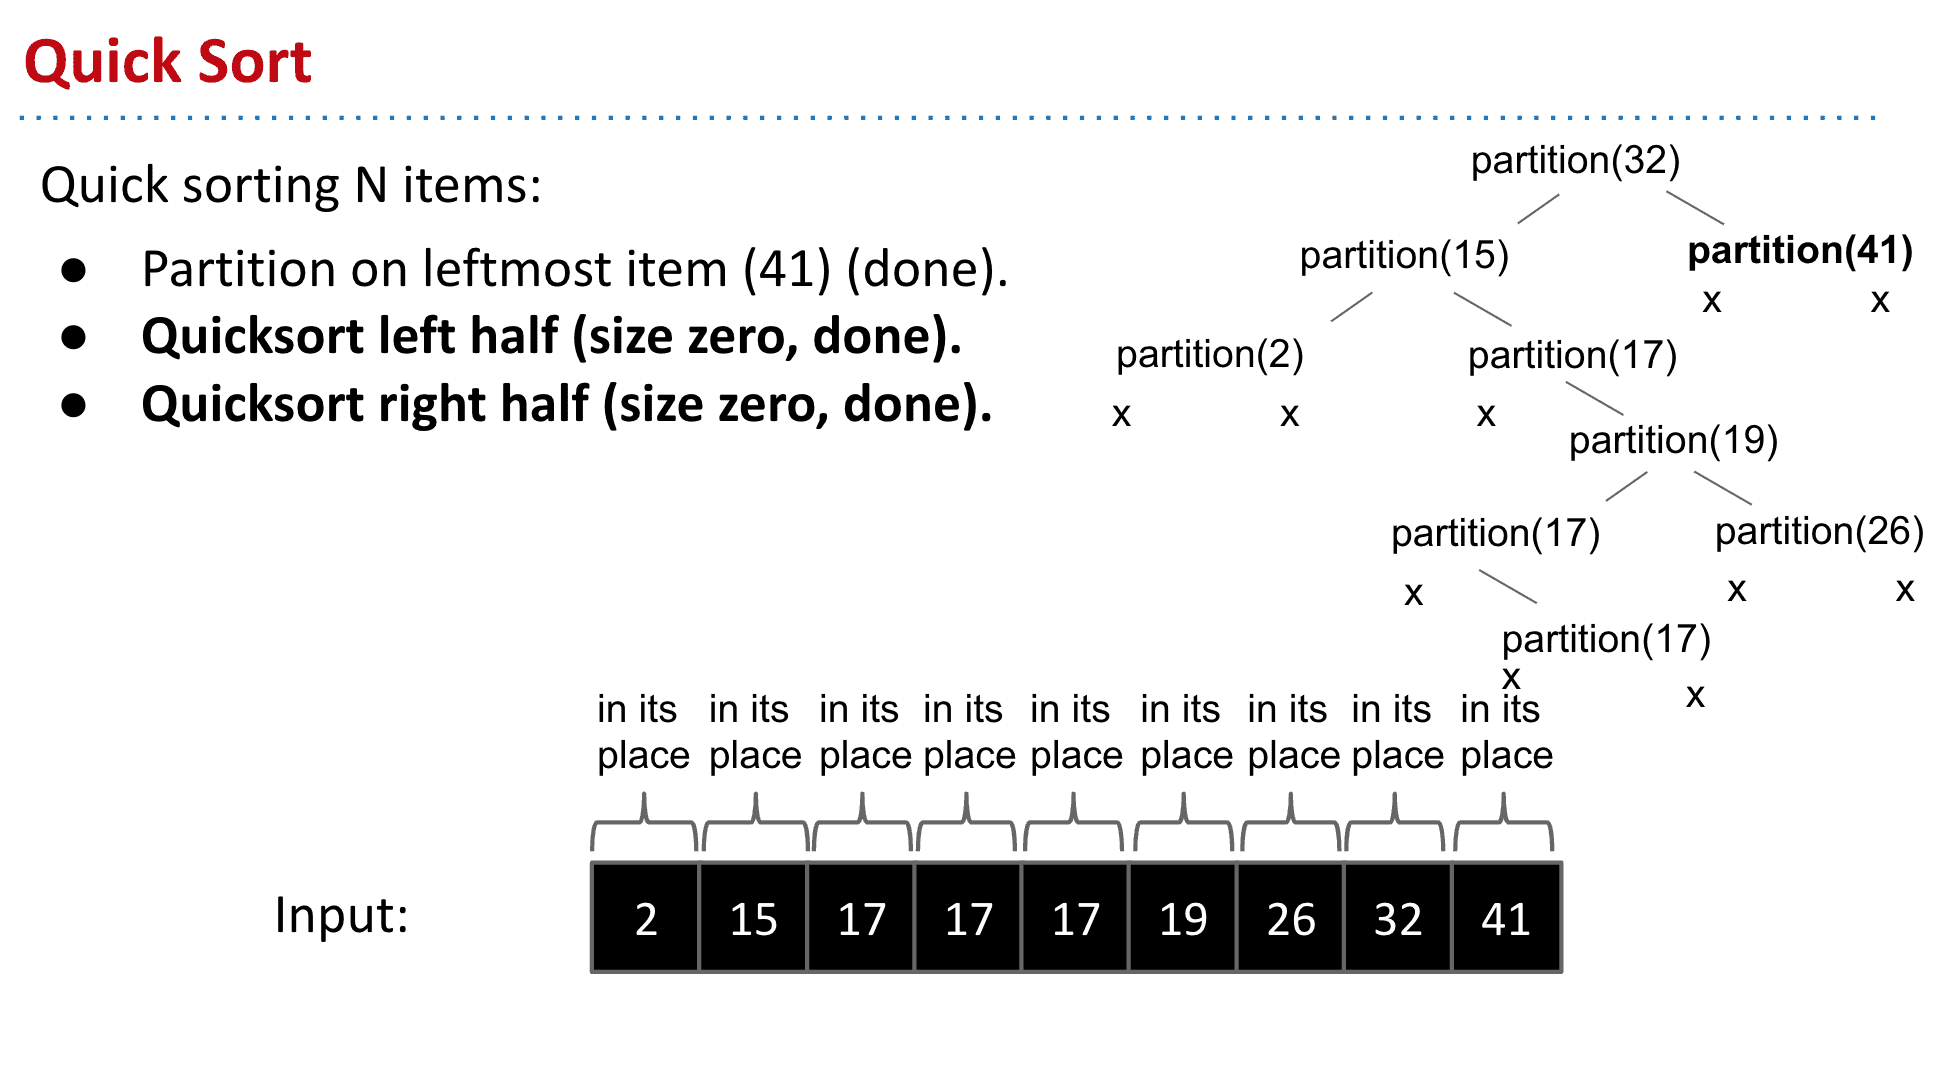 Quick Sort
Quick sorting N items:
● Partition on leftmost item (41) (done).
● Quicksort left half (size zero, done).
● Quicksort right half (size zero, done).
partition(32)
partition(15) partition(41)
x x
partition(2) partition(17)
x x x
partition(19)
partition(17) partition(26)
x x x
partition(17)
x x
in its place in its place in its place in its place in its place in its place in its place in its place in its place
Input: 2 15 17 17 17 19 26 32 41